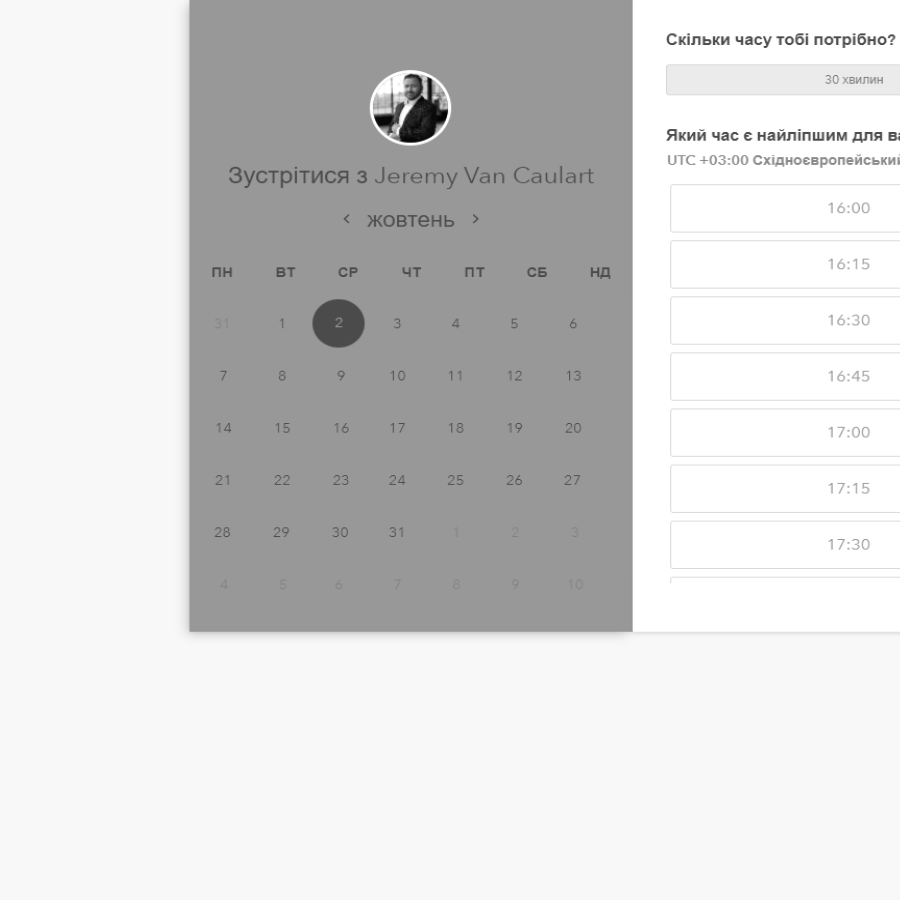 Зустрітися з Jeremy Van Caulart
жовтень
ПН ВТ СР ЧТ ПТ СБ НД
31 1 2 3 4 5 6
7 8 9 10 11 12 13
14 15 16 17 18 19 20
21 22 23 24 25 26 27
28 29 30 31 1 2 3
4 5 6 7 8 9 10
Скільки часу тобі потрібно?
30 хвилин
Який час є найліпшим для ва
UTC +03:00 Східноєвропейський
16:00
16:15
16:30
16:45
17:00
17:15
17:30